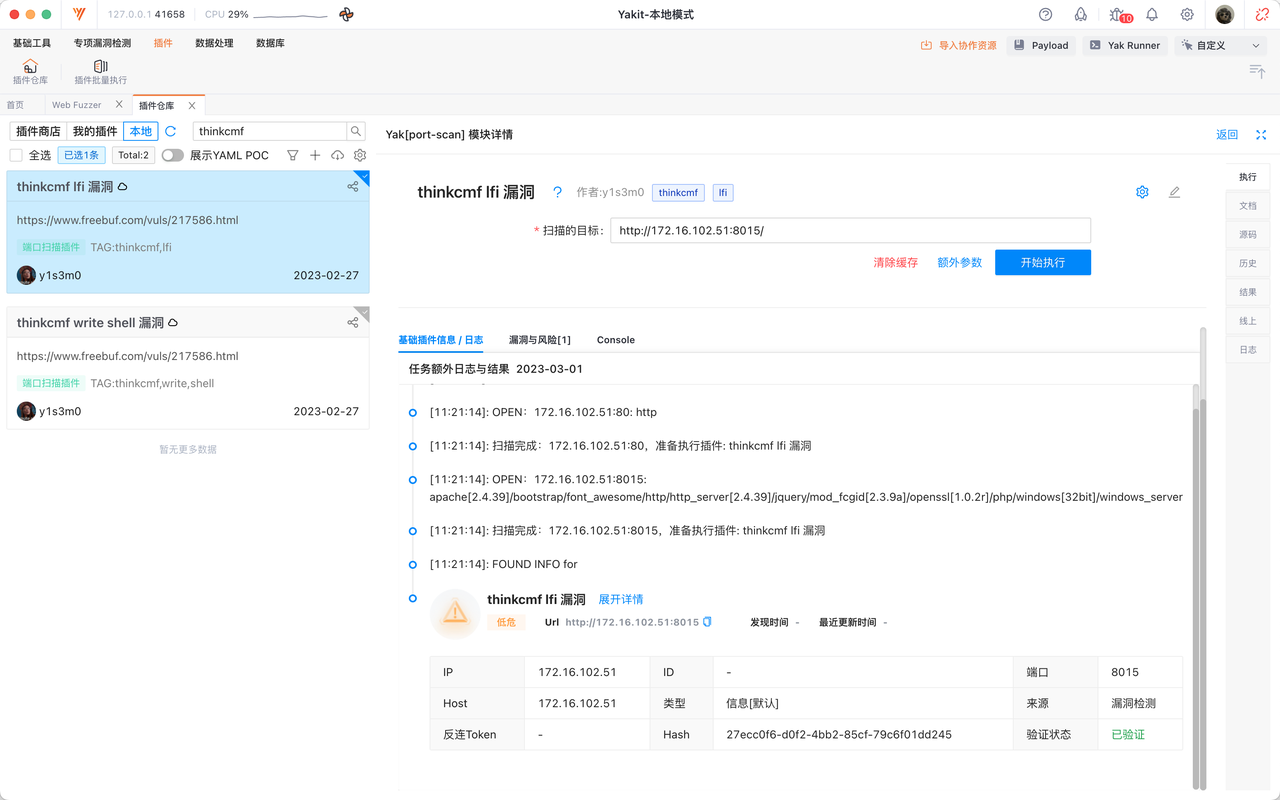 127.0.0.1 41658
CPU 29%
Yakit-本地模式
10
基础工具
专项漏洞检测
插件
数据处理
数据库
导入协作资源
Payload
Yak Runner
自定义
插件仓库
插件批量执行
首页
Web Fuzzer
插件仓库
插件商店
我的插件
本地
thinkcmf
全选
已选1条
Total:2
展示YAML POC
thinkcmf lfi 漏洞
https://www.freebuf.com/vuls/217586.html
端口扫描插件 TAG:thinkcmf,lfi
y1s3m0 2023-02-27
thinkcmf write shell 漏洞
https://www.freebuf.com/vuls/217586.html
端口扫描插件 TAG:thinkcmf,write,shell
y1s3m0 2023-02-27
暂无更多数据
Yak[port-scan] 模块详情
返回
thinkcmf lfi 漏洞 ? 作者:y1s3m0 thinkcmf lfi
* 扫描的目标: http://172.16.102.51:8015/
清除缓存 额外参数 开始执行
执行
文档
源码
历史
结果
线上
日志
基础插件信息 / 日志
漏洞与风险[1]
Console
任务额外日志与结果 2023-03-01
[11:21:14]: OPEN：172.16.102.51:80: http
[11:21:14]: 扫描完成：172.16.102.51:80，准备执行插件: thinkcmf lfi 漏洞
[11:21:14]: OPEN：172.16.102.51:8015:
apache[2.4.39]/bootstrap/font_awesome/http/http_server[2.4.39]/jquery/mod_fcgid[2.3.9a]/openssl[1.0.2r]/php/windows[32bit]/windows_server
[11:21:14]: 扫描完成：172.16.102.51:8015，准备执行插件: thinkcmf lfi 漏洞
[11:21:14]: FOUND INFO for
thinkcmf lfi 漏洞 展开详情
低危 Url http://172.16.102.51:8015 发现时间 - 最近更新时间 -
IP 172.16.102.51 ID - 端口 8015
Host 172.16.102.51 类型 信息[默认] 来源 漏洞检测
反连Token - Hash 27ecc0f6-d0f2-4bb2-85cf-79c6f01dd245 验证状态 已验证